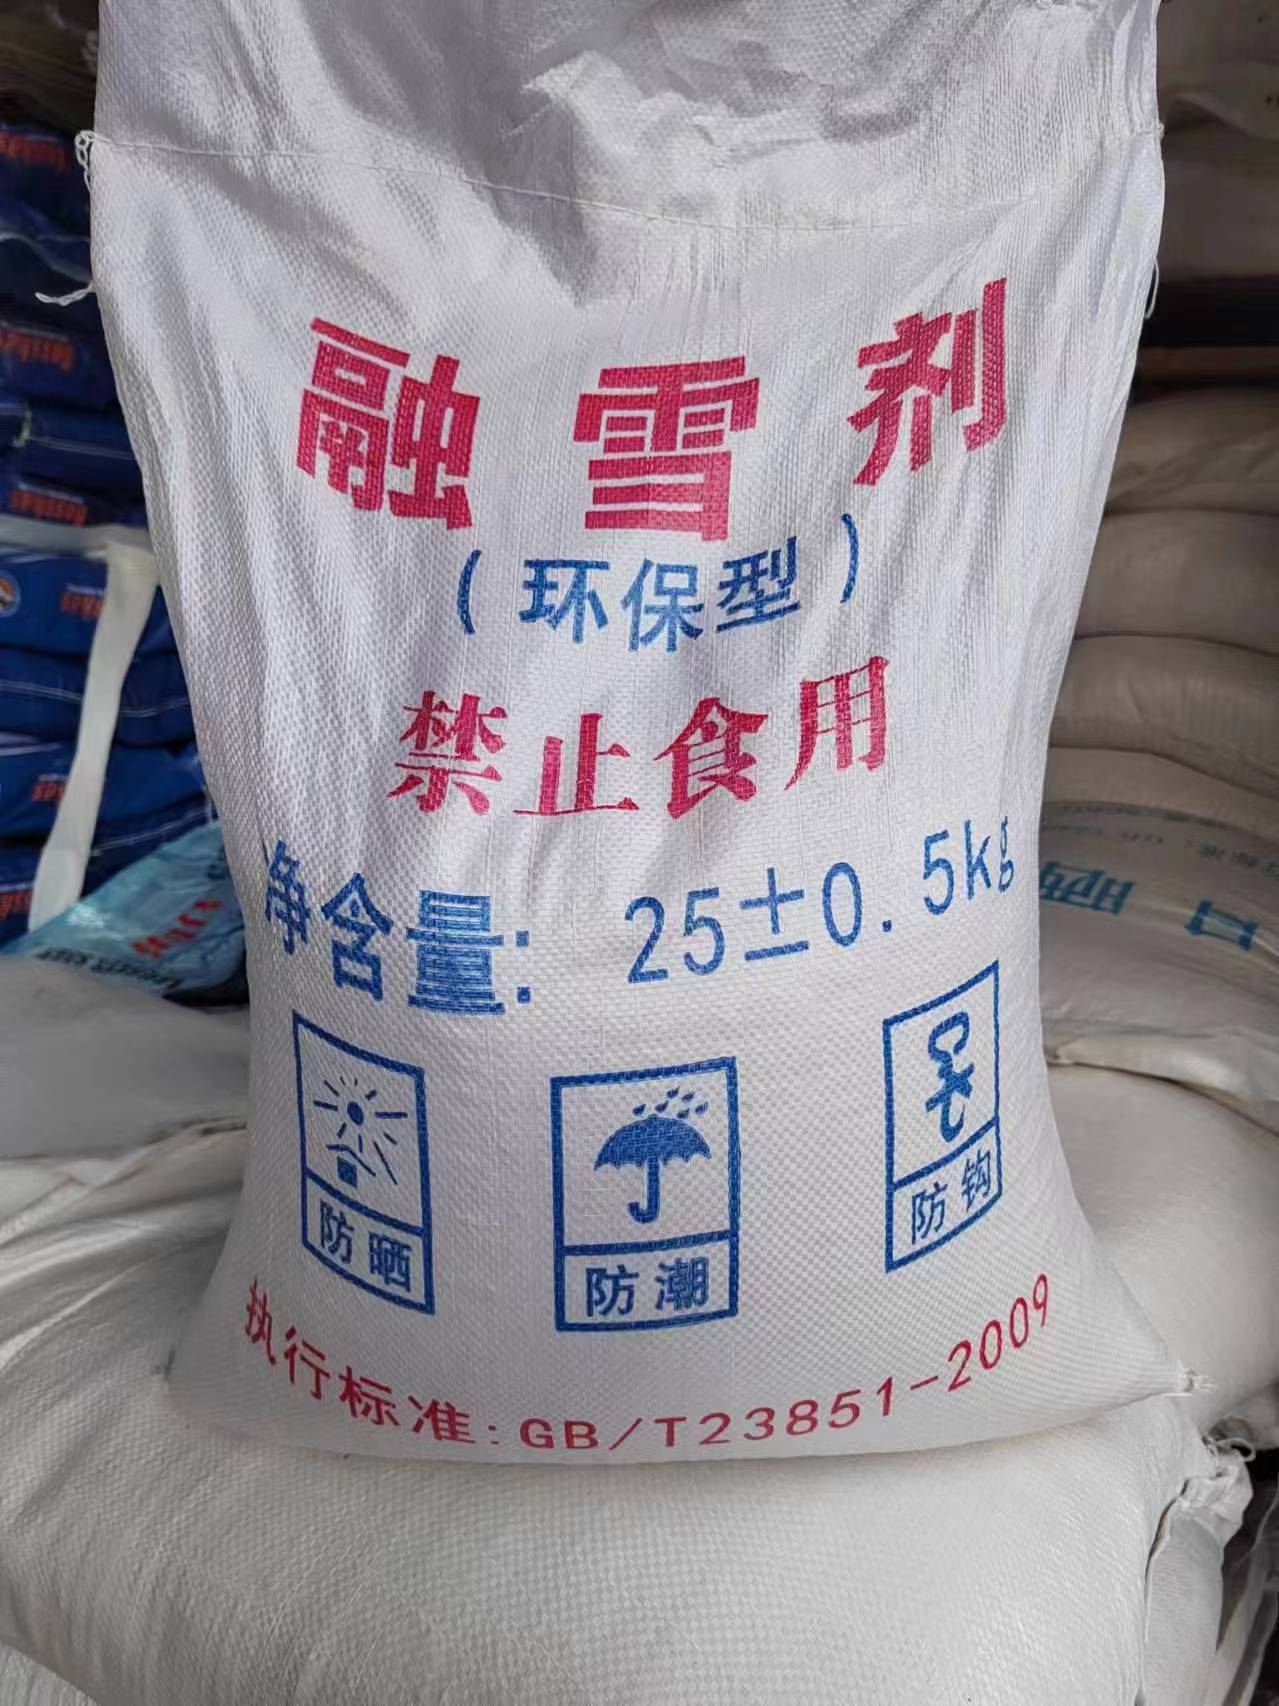 融雪剂
（环保型）
禁止食用
净含量: 25±0.5kg
防晒
防潮
防钩
执行标准:GB/T23851-2009